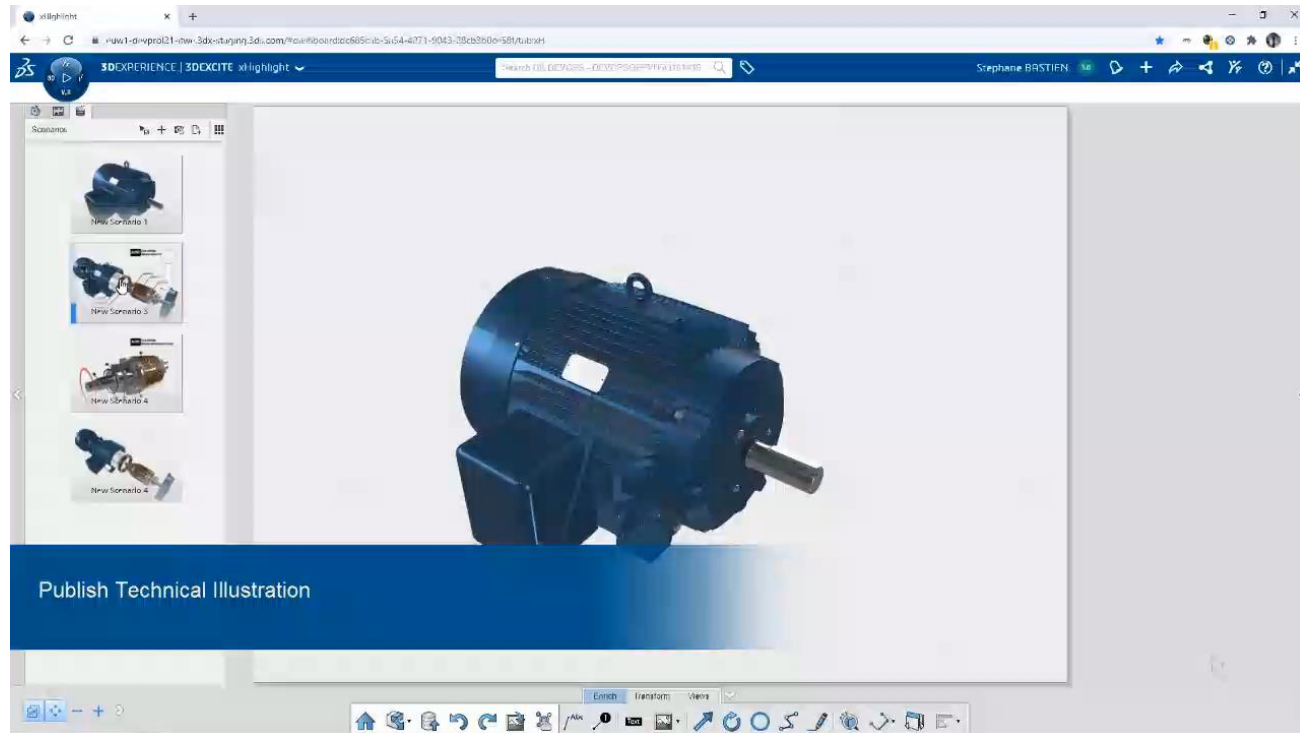 xHighlight
3DEXPERIENCE | 3DEXCITE xHighlight
Stephane BASTIEN
Scenarios
New Scenario 1
New Scenario 3
New Scenario 4
New Scenario 4
Publish Technical Illustration
Enrich Transform Views
Text